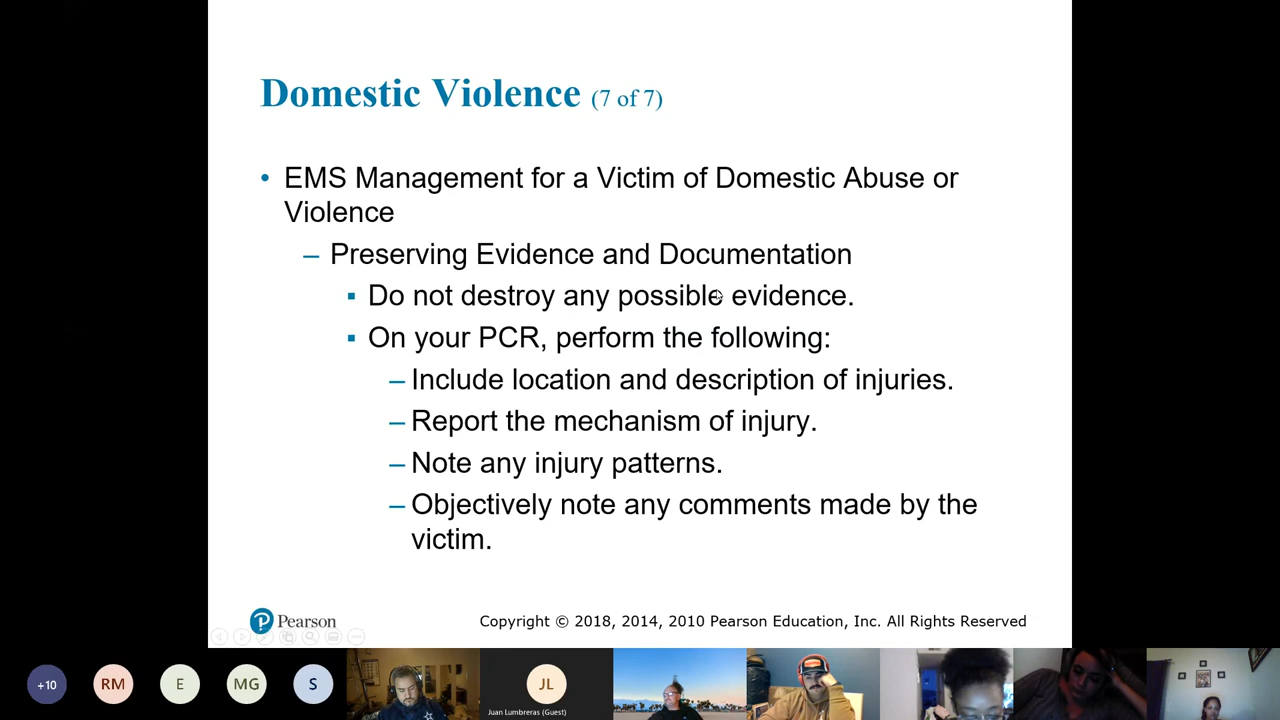 Domestic Violence (7 of 7)
• EMS Management for a Victim of Domestic Abuse or
Violence
– Preserving Evidence and Documentation
▪ Do not destroy any possible evidence.
▪ On your PCR, perform the following:
– Include location and description of injuries.
– Report the mechanism of injury.
– Note any injury patterns.
– Objectively note any comments made by the
victim.
Pearson
Copyright © 2018, 2014, 2010 Pearson Education, Inc. All Rights Reserved
+10
RM
E
MG
S
JL
Juan Lumbreras (Guest)